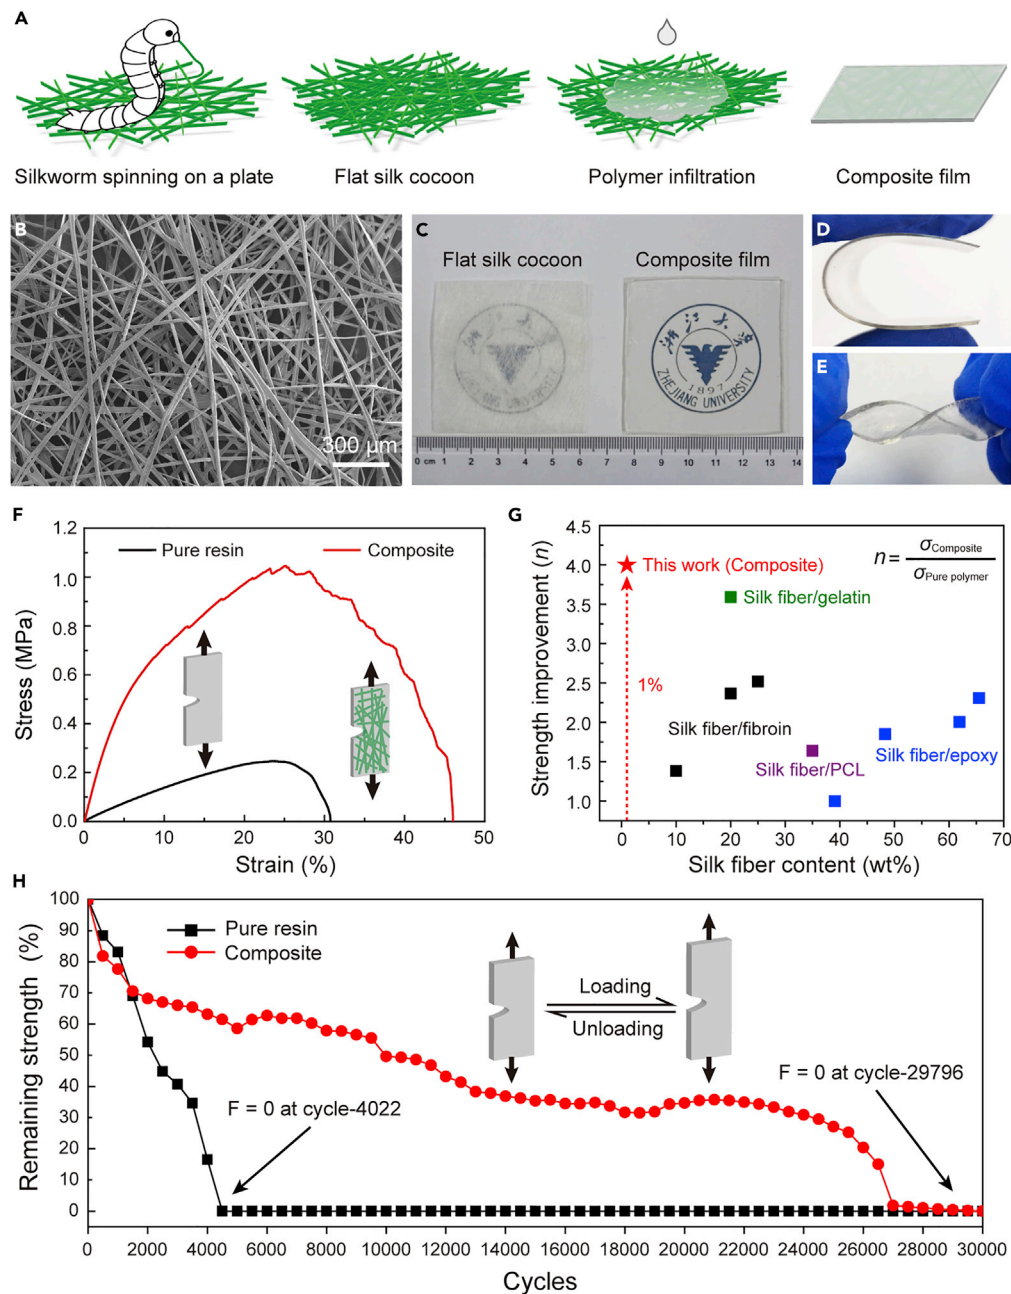 A
Silkworm spinning on a plate
Flat silk cocoon
Polymer infiltration
Composite film
B
300 μm
C
Flat silk cocoon
Composite film
浙江大学
1897
ZHEJIANG UNIVERSITY
0 cm 1 2 3 4 5 6 7 8 9 10 11 12 13 14
D
E
F
Pure resin
Composite
Stress (MPa)
1.2
1.0
0.8
0.6
0.4
0.2
0.0
0 10 20 30 40 50
Strain (%)
G
n = σComposite / σPure polymer
Strength improvement (n)
4.5
4.0
3.5
3.0
2.5
2.0
1.5
1.0
This work (Composite)
Silk fiber/gelatin
1%
Silk fiber/fibroin
Silk fiber/PCL
Silk fiber/epoxy
0 10 20 30 40 50 60 70
Silk fiber content (wt%)
H
Pure resin
Composite
Remaining strength (%)
100
90
80
70
60
50
40
30
20
10
0
Loading
Unloading
F = 0 at cycle-4022
F = 0 at cycle-29796
0 2000 4000 6000 8000 10000 12000 14000 16000 18000 20000 22000 24000 26000 28000 30000
Cycles